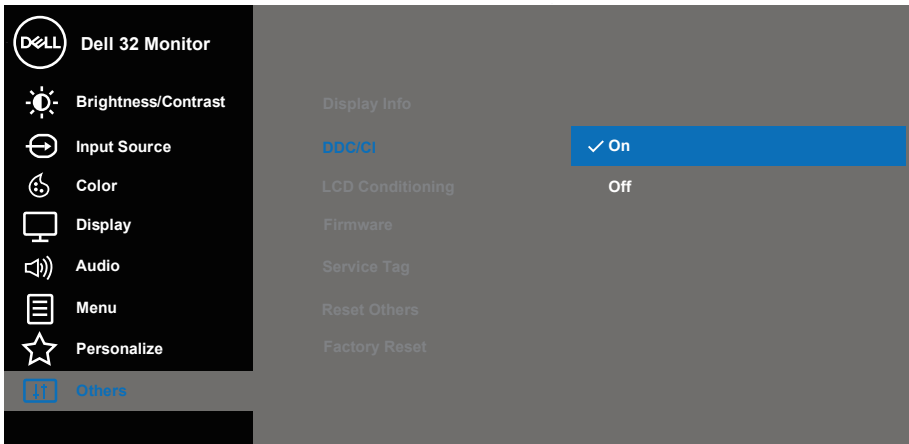 DELL Dell 32 Monitor
Brightness/Contrast Display Info
Input Source DDC/CI On
Color LCD Conditioning Off
Display Firmware
Audio Service Tag
Menu Reset Others
Personalize Factory Reset
Others